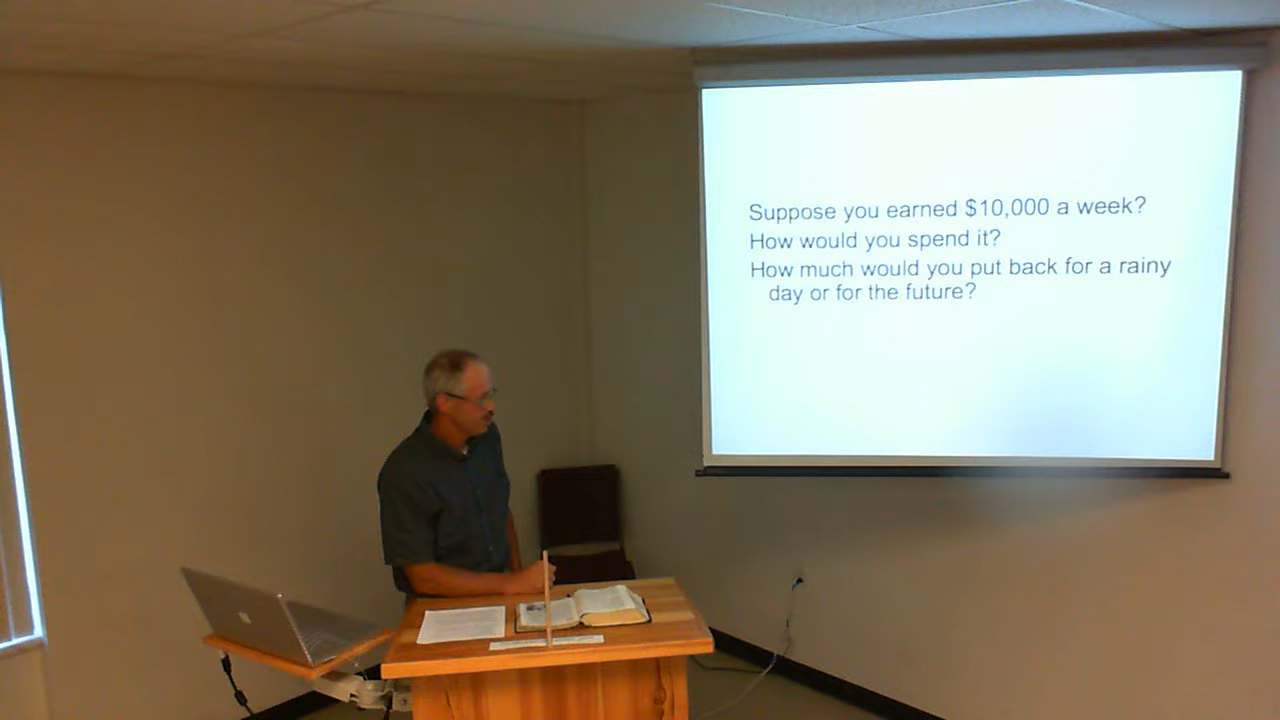 Suppose you earned $10,000 a week?
How would you spend it?
How much would you put back for a rainy
day or for the future?